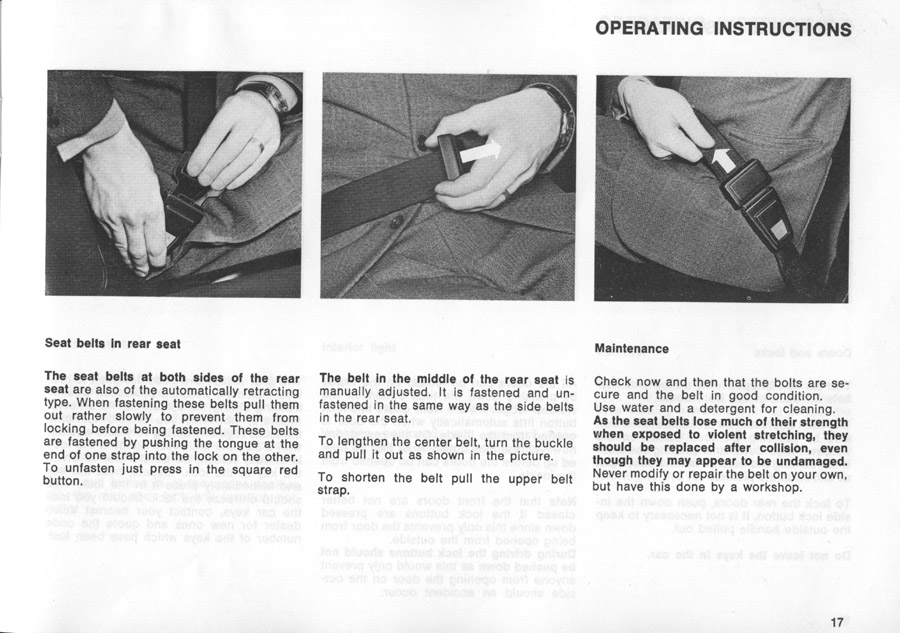 OPERATING INSTRUCTIONS
Seat belts in rear seat
The seat belts at both sides of the rear
seat are also of the automatically retracting
type. When fastening these belts pull them
out rather slowly to prevent them from
locking before being fastened. These belts
are fastened by pushing the tongue at the
end of one strap into the lock on the other.
To unfasten just press in the square red
button.
The belt in the middle of the rear seat is
manually adjusted. It is fastened and un-
fastened in the same way as the side belts
in the rear seat.
To lengthen the center belt, turn the buckle
and pull it out as shown in the picture.
To shorten the belt pull the upper belt
strap.
Maintenance
Check now and then that the bolts are se-
cure and the belt in good condition.
Use water and a detergent for cleaning.
As the seat belts lose much of their strength
when exposed to violent stretching, they
should be replaced after collision, even
though they may appear to be undamaged.
Never modify or repair the belt on your own,
but have this done by a workshop.
17